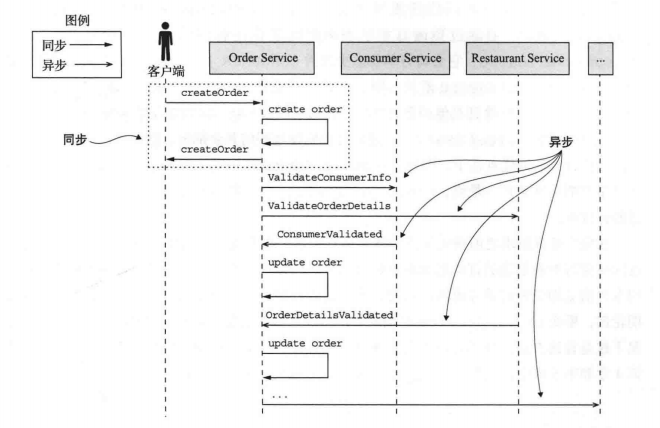 图例
同步
异步
客户端
Order Service
Consumer Service
Restaurant Service
...
createOrder
create order
同步
createOrder
异步
ValidateConsumerInfo
ValidateOrderDetails
ConsumerValidated
update order
OrderDetailsValidated
update order
...